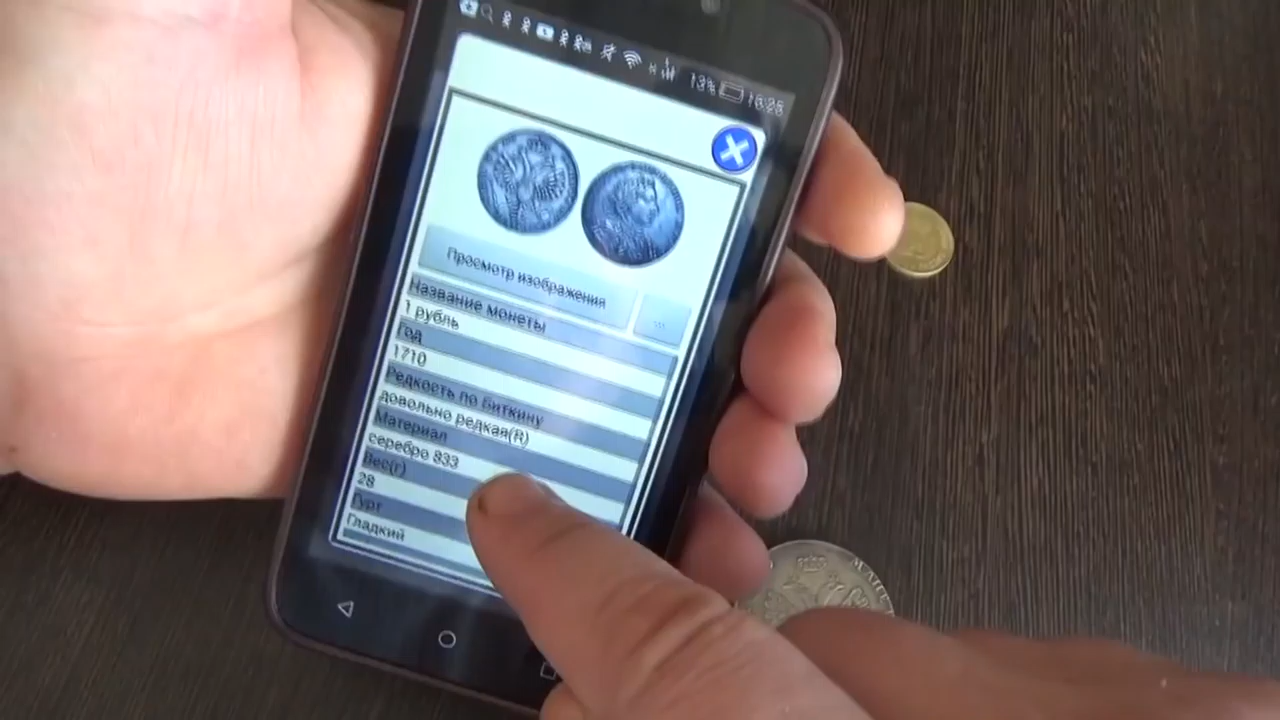 13% 16:25
Просмотр изображения
...
Название монеты
1 рубль
Год
1710
Редкость по Биткину
довольно редкая(R)
Материал
серебро 833
Вес(г)
28
Гурт
Гладкий